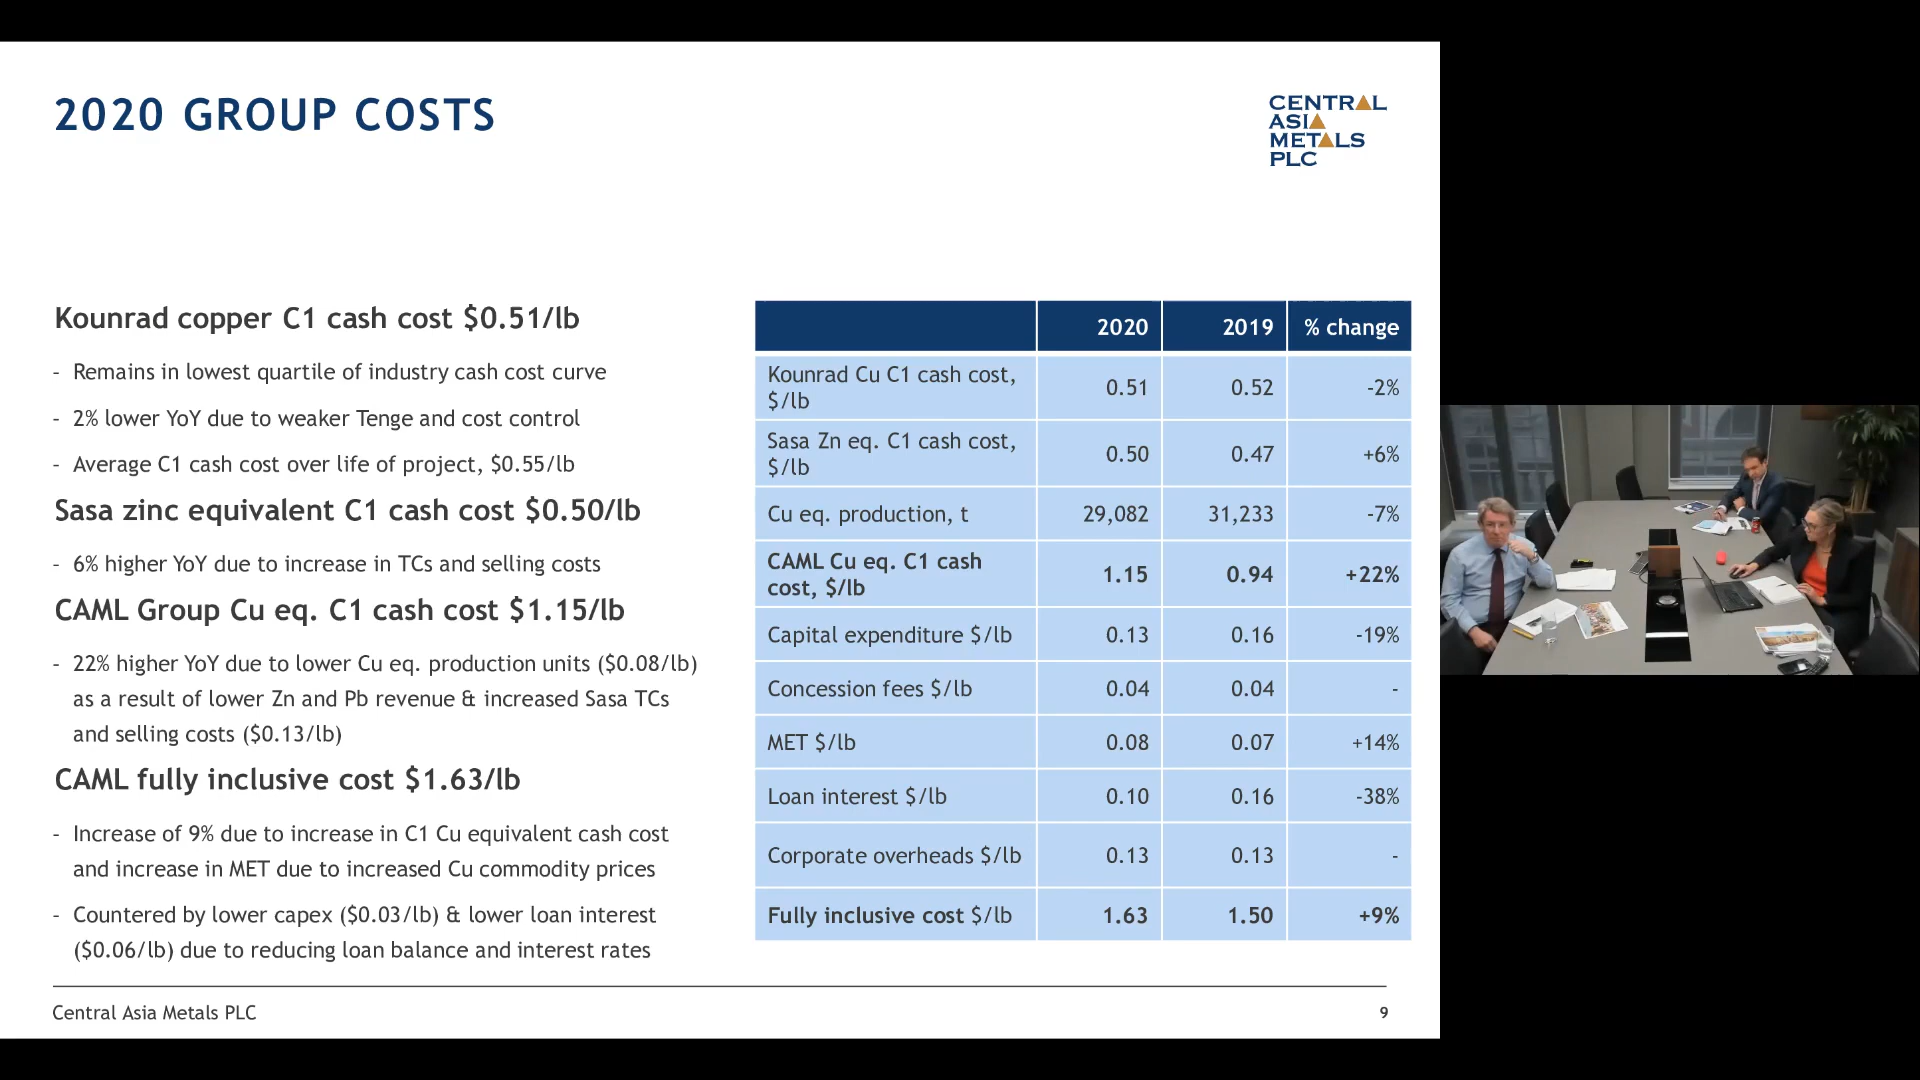 2020 GROUP COSTS
CENTRAL
ASIA
METALS
PLC
Kounrad copper C1 cash cost $0.51/lb
- Remains in lowest quartile of industry cash cost curve
- 2% lower YoY due to weaker Tenge and cost control
- Average C1 cash cost over life of project, $0.55/lb
Sasa zinc equivalent C1 cash cost $0.50/lb
- 6% higher YoY due to increase in TCs and selling costs
CAML Group Cu eq. C1 cash cost $1.15/lb
- 22% higher YoY due to lower Cu eq. production units ($0.08/lb)
as a result of lower Zn and Pb revenue & increased Sasa TCs
and selling costs ($0.13/lb)
CAML fully inclusive cost $1.63/lb
- Increase of 9% due to increase in C1 Cu equivalent cash cost
and increase in MET due to increased Cu commodity prices
- Countered by lower capex ($0.03/lb) & lower loan interest
($0.06/lb) due to reducing loan balance and interest rates
2020 2019 % change
Kounrad Cu C1 cash cost,
$/lb 0.51 0.52 -2%
Sasa Zn eq. C1 cash cost,
$/lb 0.50 0.47 +6%
Cu eq. production, t 29,082 31,233 -7%
CAML Cu eq. C1 cash
cost, $/lb 1.15 0.94 +22%
Capital expenditure $/lb 0.13 0.16 -19%
Concession fees $/lb 0.04 0.04 -
MET $/lb 0.08 0.07 +14%
Loan interest $/lb 0.10 0.16 -38%
Corporate overheads $/lb 0.13 0.13 -
Fully inclusive cost $/lb 1.63 1.50 +9%
Central Asia Metals PLC
9